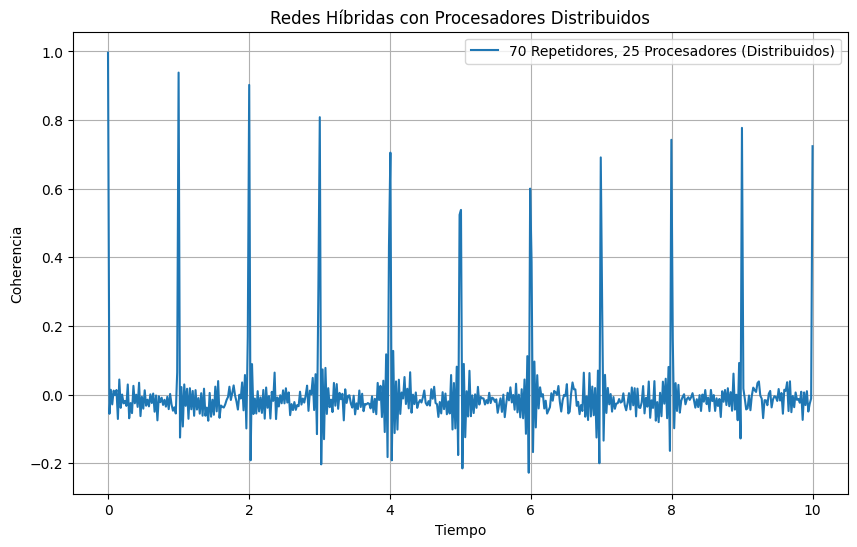 Redes Híbridas con Procesadores Distribuidos
70 Repetidores, 25 Procesadores (Distribuidos)
Coherencia
1.0
0.8
0.6
0.4
0.2
0.0
−0.2
0 2 4 6 8 10
Tiempo